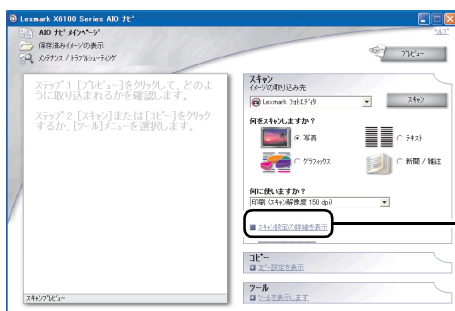 Lexmark X6100 Series AIO ﾅﾋﾞ
AIO ﾅﾋﾞ ﾒｲﾝﾍﾟｰｼﾞ
保存済みｲﾒｰｼﾞの表示
ﾒﾝﾃﾅﾝｽ / ﾄﾗﾌﾞﾙｼｭｰﾃｨﾝｸﾞ
ﾍﾙﾌﾟ
ﾌﾟﾚﾋﾞｭｰ
ステップ 1 [プレビュー]をクリックして、どのよ
うに取り込まれるかを確認します。
ステップ 2 [スキャン]または[コピー]をクリック
するか、[ツール]メニューを選択します。
スキャンプレビュー
スキャン
ｲﾒｰｼﾞの取り込み先
Lexmark ﾌｫﾄｴﾃﾞｨﾀ
スキャン
何をｽｷｬﾝしますか？
写真
テキスト
グラフィックス
新聞 / 雑誌
何に使いますか？
印刷 (ｽｷｬﾝ解像度 150 dpi)
ｽｷｬﾝ設定の詳細を表示
コピー
ｺﾋﾟｰ設定を表示
ツール
ﾂｰﾙを表示します